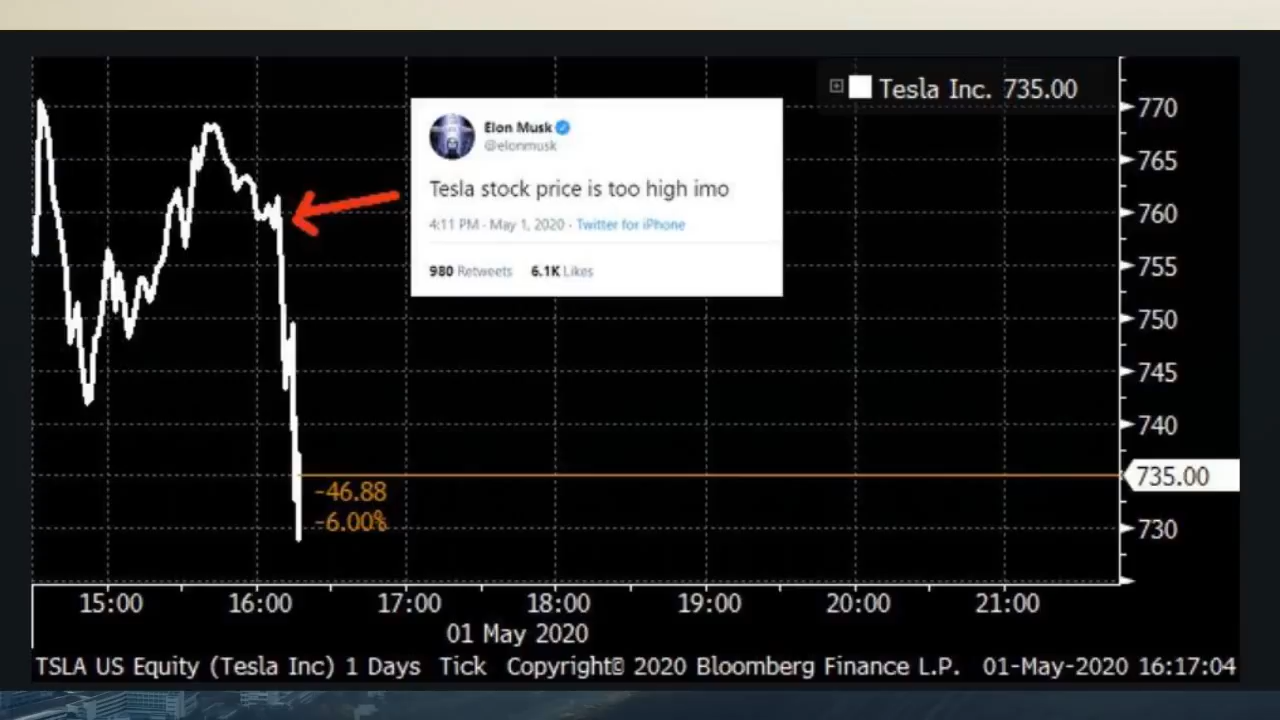 Tesla Inc. 735.00
Elon Musk
@elonmusk
Tesla stock price is too high imo
4:11 PM · May 1, 2020 · Twitter for iPhone
980 Retweets 6.1K Likes
770
765
760
755
750
745
740
735.00
730
-46.88
-6.00%
15:00 16:00 17:00 18:00 19:00 20:00 21:00
01 May 2020
TSLA US Equity (Tesla Inc) 1 Days Tick Copyright© 2020 Bloomberg Finance L.P. 01-May-2020 16:17:04